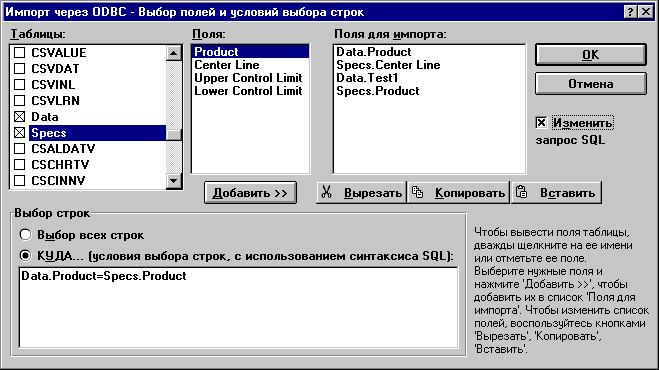 Импорт через ODBC - Выбор полей и условий выбора строк
Таблицы:
CSVALUE
CSVDAT
CSVINL
CSVLRN
Data
Specs
CSALDATV
CSCHRTV
CSCINNV
Поля:
Product
Center Line
Upper Control Limit
Lower Control Limit
Поля для импорта:
Data.Product
Specs.Center Line
Data.Test1
Specs.Product
OK
Отмена
Изменить
запрос SQL
Добавить >>
Вырезать
Копировать
Вставить
Выбор строк
Выбор всех строк
КУДА... (условия выбора строк, с использованием синтаксиса SQL):
Data.Product=Specs.Product
Чтобы вывести поля таблицы,
дважды щелкните на ее имени
или отметьте ее поле.
Выберите нужные поля и
нажмите 'Добавить >>', чтобы
добавить их в список 'Поля для
импорта'. Чтобы изменить список
полей, воспользуйтесь кнопками
'Вырезать', 'Копировать',
'Вставить'.